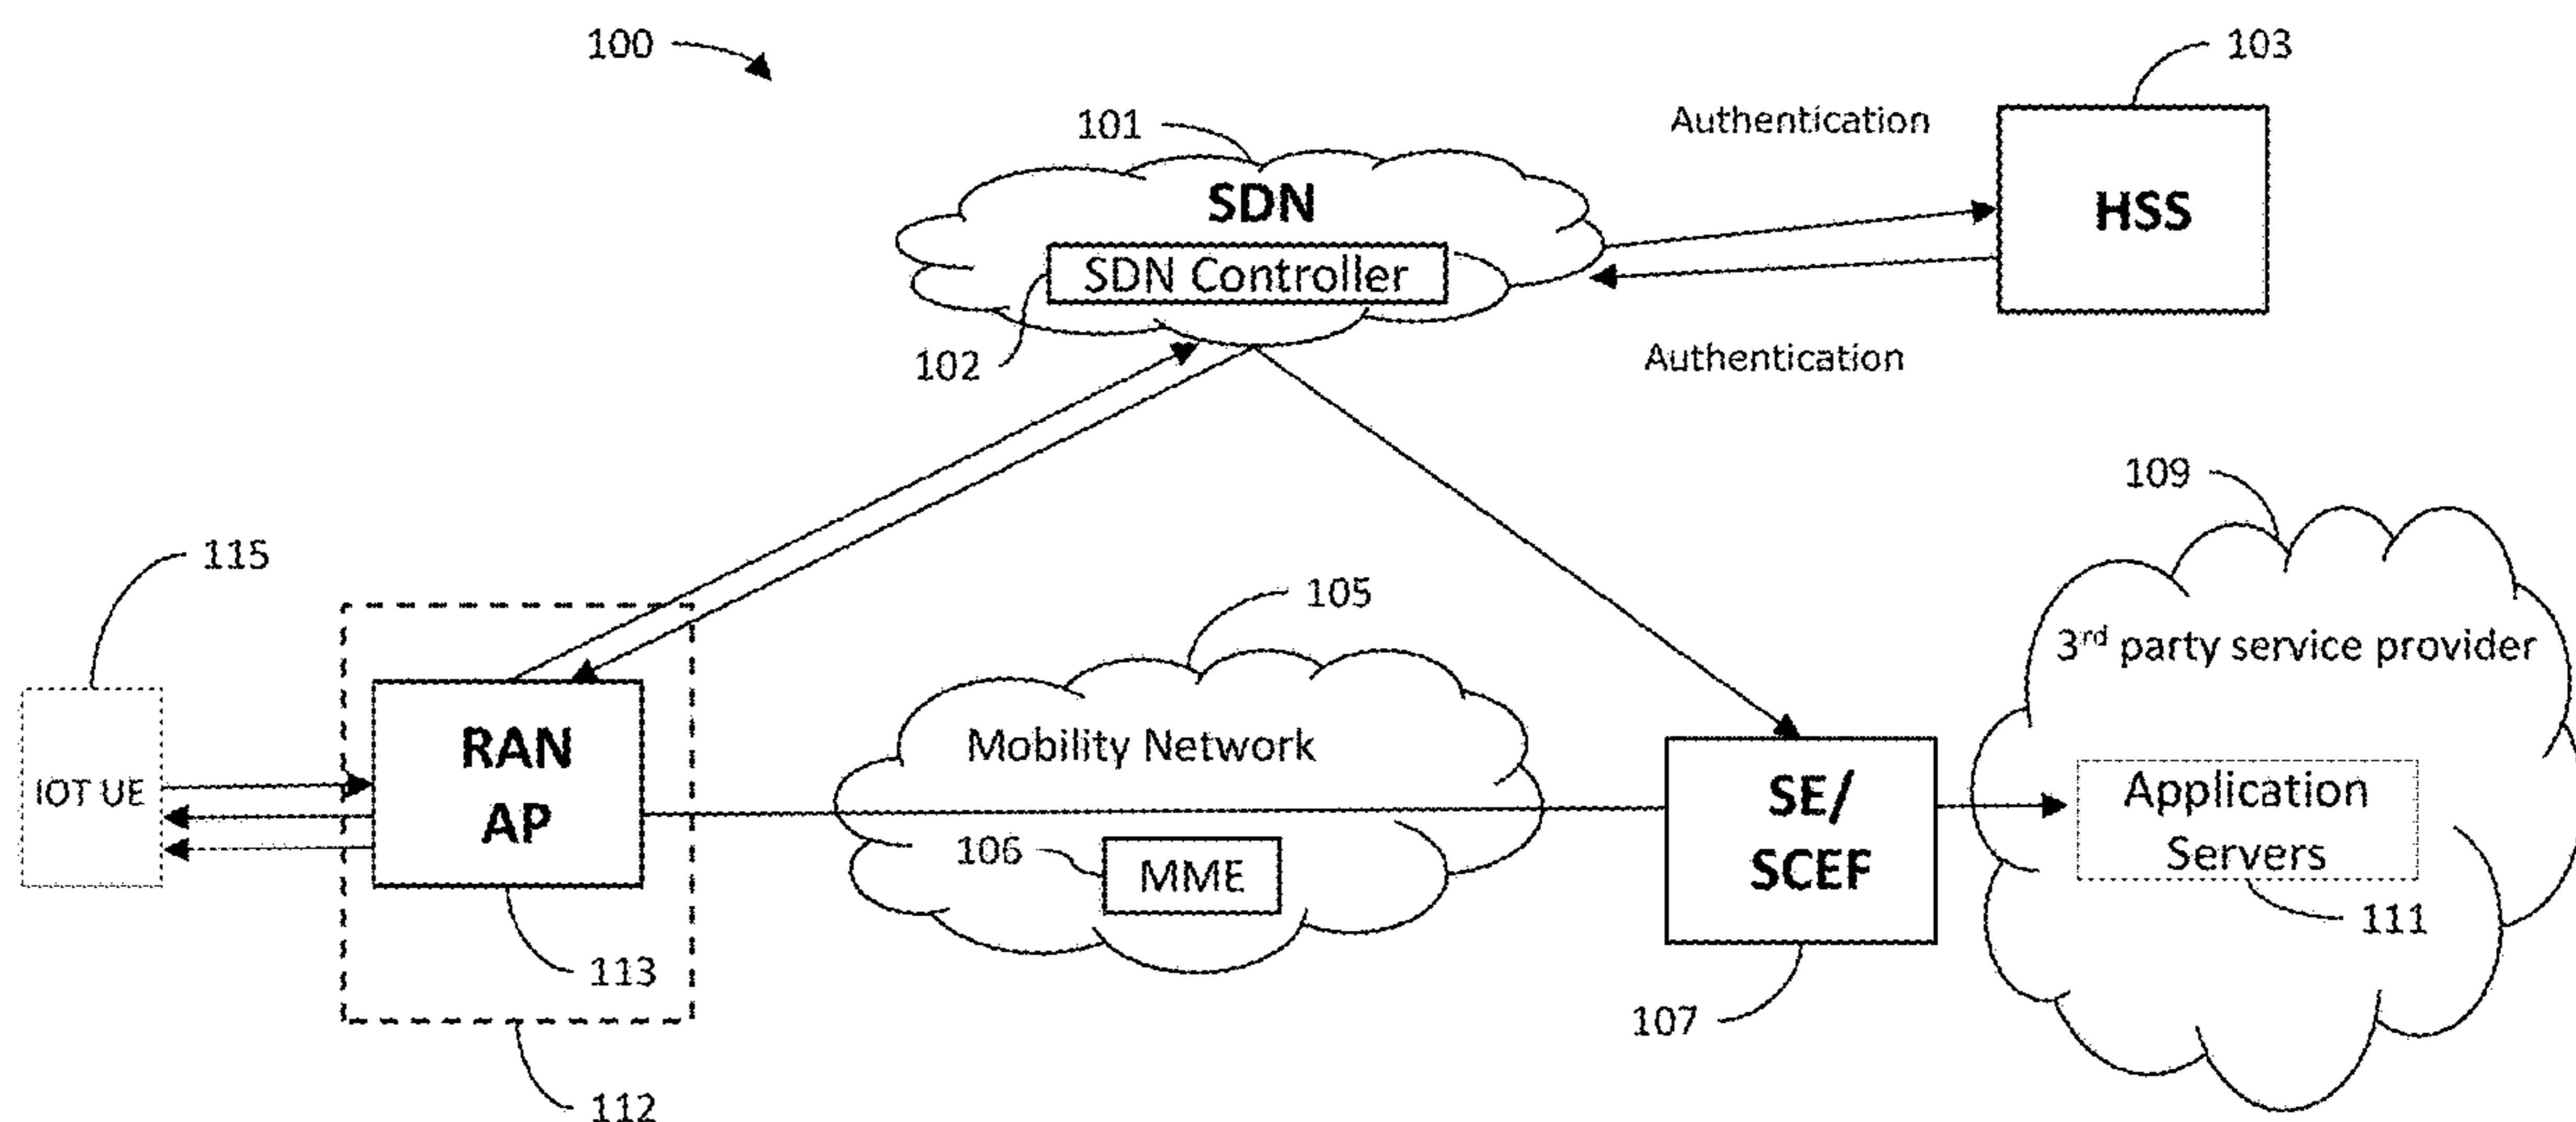 100
103
101
Authentication
SDN
HSS
SDN Controller
102
Authentication
109
115
105
3rd party service provider
Mobility Network
RAN
AP
IOT UE
SE/
SCEF
Application
Servers
106
MME
111
113
107
112